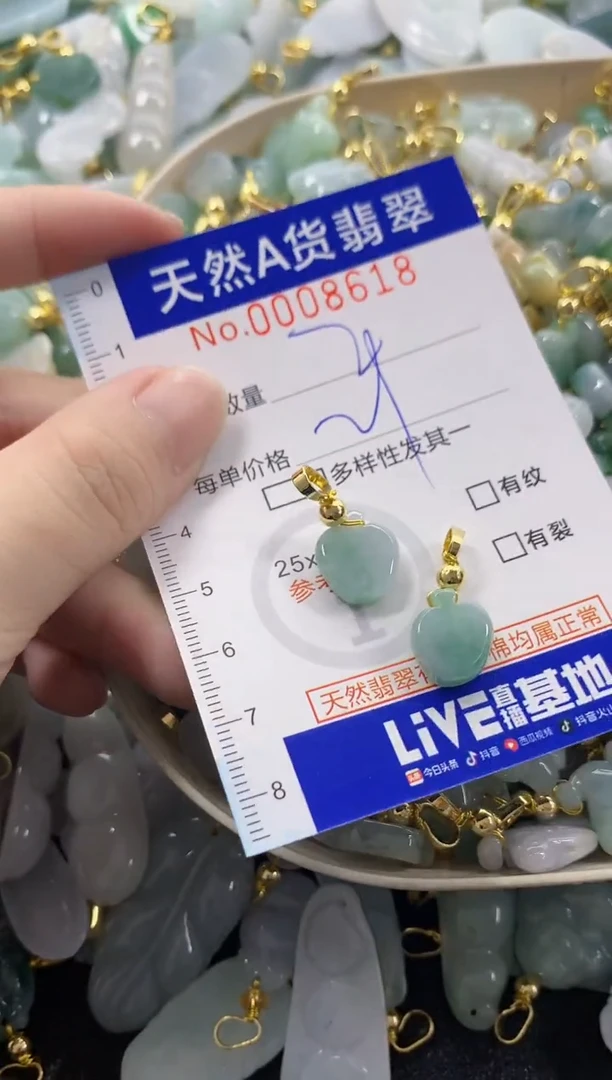 0
天然A货翡翠
No.0008618
1
数量
每单价格
多样性发其一
有纹
4
有裂
25x
5
参考
6
天然翡翠
棉均属正常
7
LiVE直播基地
今日头条 抖音 西瓜视频 抖音火山
8